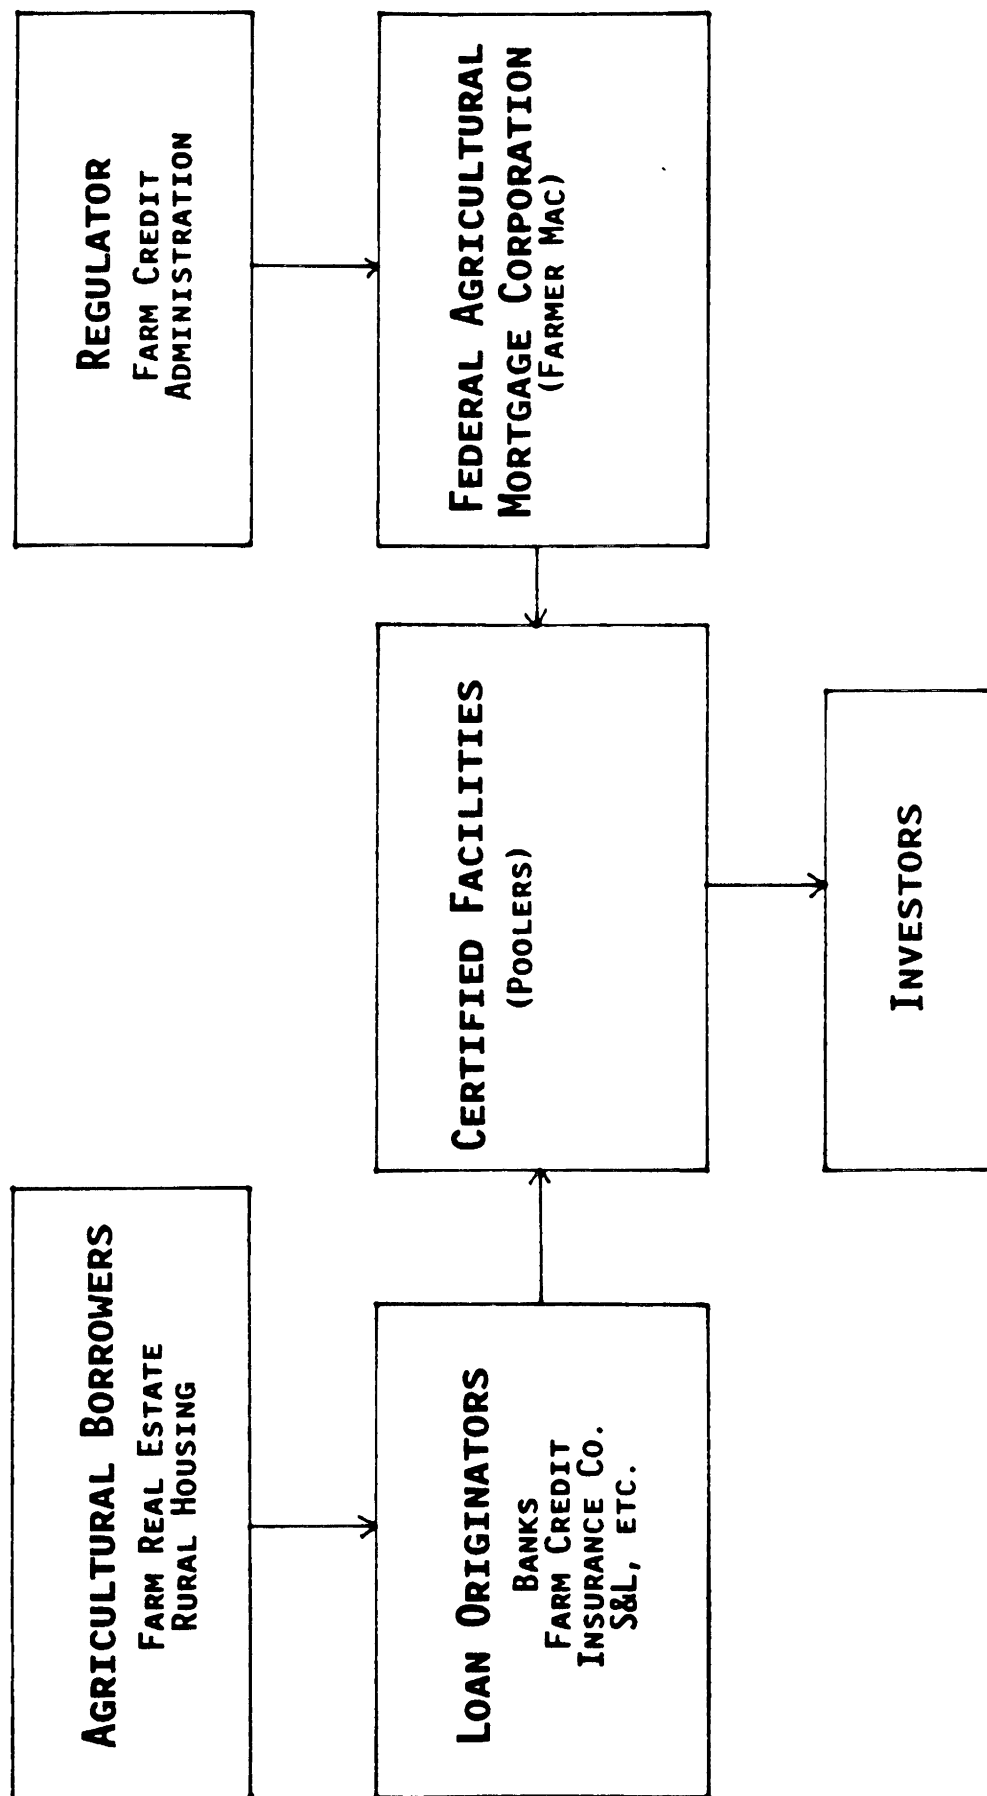 AGRICULTURAL BORROWERS
FARM REAL ESTATE
RURAL HOUSING
REGULATOR
FARM CREDIT
ADMINISTRATION
LOAN ORIGINATORS
BANKS
FARM CREDIT
INSURANCE CO.
S&L, ETC.
CERTIFIED FACILITIES
(POOLERS)
FEDERAL AGRICULTURAL
MORTGAGE CORPORATION
(FARMER MAC)
INVESTORS